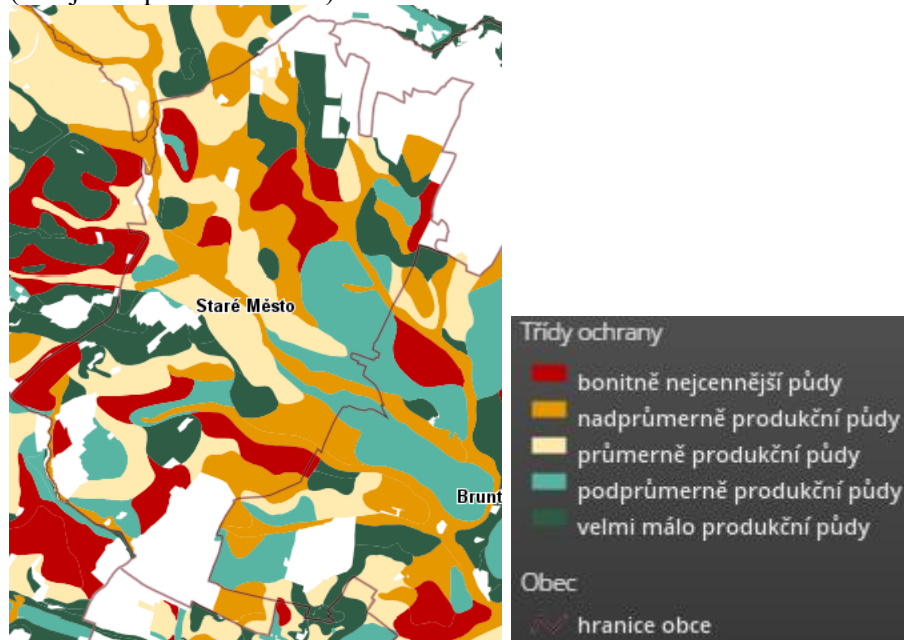 Staré Město
Brunt
Třídy ochrany
bonitně nejcennější půdy
nadprůmerně produkční půdy
průmerně produkční půdy
podprůmerně produkční půdy
velmi málo produkční půdy
Obec
hranice obce